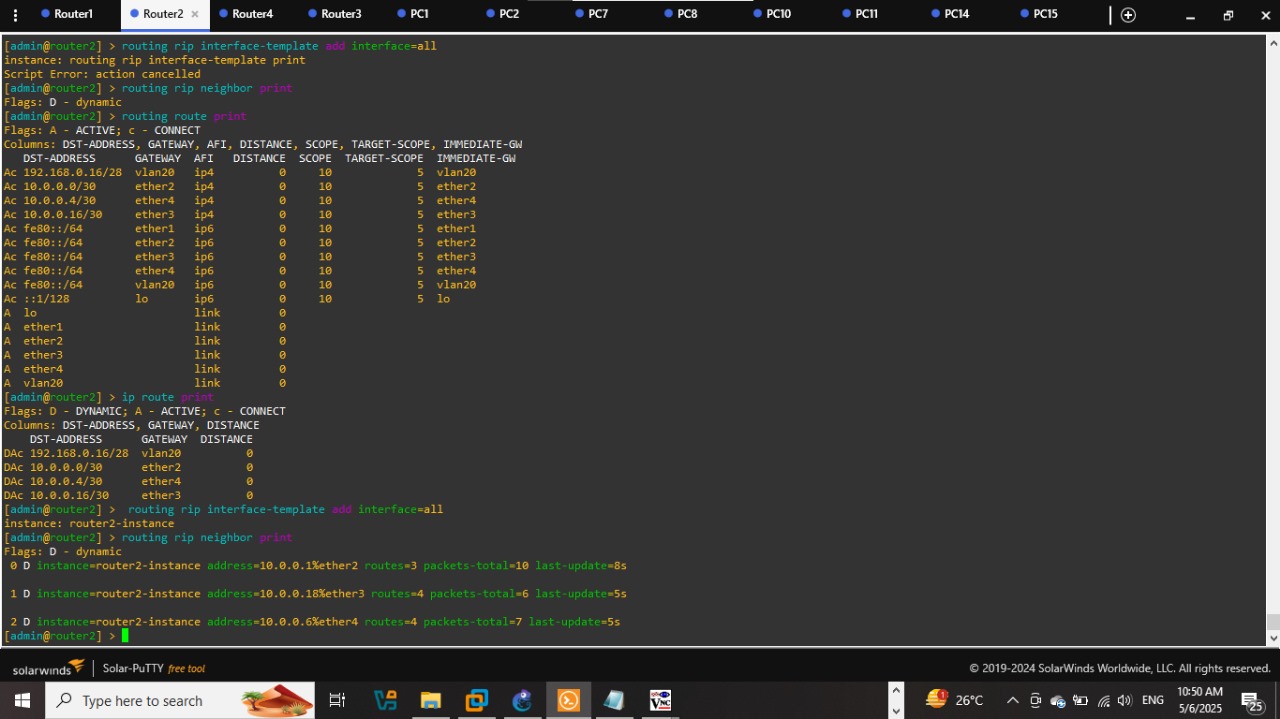 Router1 Router2 × Router4 Router3 PC1 PC2 PC7 PC8 PC10 PC11 PC14 PC15
[admin@router2] > routing rip interface-template add interface=all
instance: routing rip interface-template print
Script Error: action cancelled
[admin@router2] > routing rip neighbor print
Flags: D - dynamic
[admin@router2] > routing route print
Flags: A - ACTIVE; c - CONNECT
Columns: DST-ADDRESS, GATEWAY, AFI, DISTANCE, SCOPE, TARGET-SCOPE, IMMEDIATE-GW
   DST-ADDRESS      GATEWAY  AFI   DISTANCE  SCOPE  TARGET-SCOPE  IMMEDIATE-GW
Ac 192.168.0.16/28  vlan20   ip4          0     10             5  vlan20
Ac 10.0.0.0/30      ether2   ip4          0     10             5  ether2
Ac 10.0.0.4/30      ether4   ip4          0     10             5  ether4
Ac 10.0.0.16/30     ether3   ip4          0     10             5  ether3
Ac fe80::/64        ether1   ip6          0     10             5  ether1
Ac fe80::/64        ether2   ip6          0     10             5  ether2
Ac fe80::/64        ether3   ip6          0     10             5  ether3
Ac fe80::/64        ether4   ip6          0     10             5  ether4
Ac fe80::/64        vlan20   ip6          0     10             5  vlan20
Ac ::1/128          lo       ip6          0     10             5  lo
A  lo                        link         0
A  ether1                    link         0
A  ether2                    link         0
A  ether3                    link         0
A  ether4                    link         0
A  vlan20                    link         0
[admin@router2] > ip route print
Flags: D - DYNAMIC; A - ACTIVE; c - CONNECT
Columns: DST-ADDRESS, GATEWAY, DISTANCE
    DST-ADDRESS      GATEWAY  DISTANCE
DAc 192.168.0.16/28  vlan20          0
DAc 10.0.0.0/30      ether2          0
DAc 10.0.0.4/30      ether4          0
DAc 10.0.0.16/30     ether3          0
[admin@router2] >  routing rip interface-template add interface=all
instance: router2-instance
[admin@router2] > routing rip neighbor print
Flags: D - dynamic
 0 D instance=router2-instance address=10.0.0.1%ether2 routes=3 packets-total=10 last-update=8s
 1 D instance=router2-instance address=10.0.0.18%ether3 routes=4 packets-total=6 last-update=5s
 2 D instance=router2-instance address=10.0.0.6%ether4 routes=4 packets-total=7 last-update=5s
[admin@router2] >
solarwinds Solar-PuTTY free tool © 2019-2024 SolarWinds Worldwide, LLC. All rights reserved.
Type here to search 26°C ENG 10:50 AM
5/6/2025 25